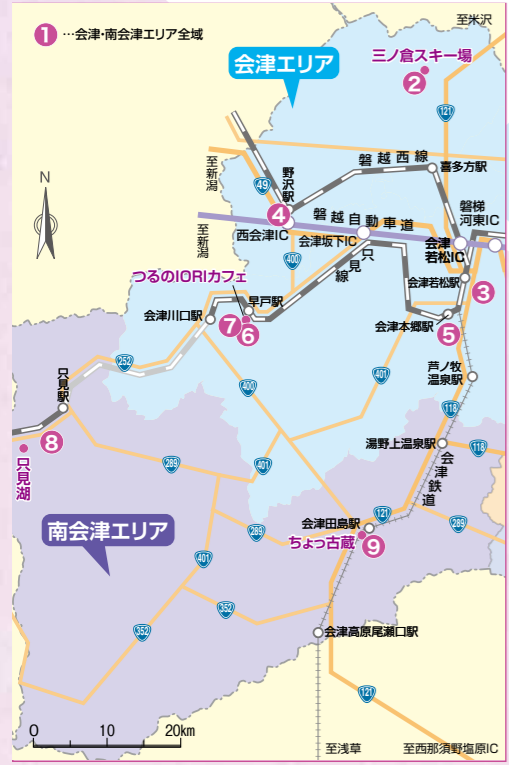 1 …会津・南会津エリア全域
至米沢
三ノ倉スキー場
2
会津エリア
121
磐越西線
喜多方駅
至新潟
N
49
野沢駅
4
磐梯河東IC
磐越自動車道
至新潟
西会津IC
会津坂下IC
会津若松IC
400
只見線
つるのIORIカフェ
会津若松駅
3
早戸駅
会津川口駅
7
6
会津本郷駅
5
252
只見駅
芦ノ牧温泉駅
401
400
118
8
湯野上温泉駅
118
只見湖
289
401
会津鉄道
南会津エリア
会津田島駅
121
289
289
ちょっ古蔵
9
401
352
352
会津高原尾瀬口駅
121
0 10 20km
至浅草
至西那須野塩原IC